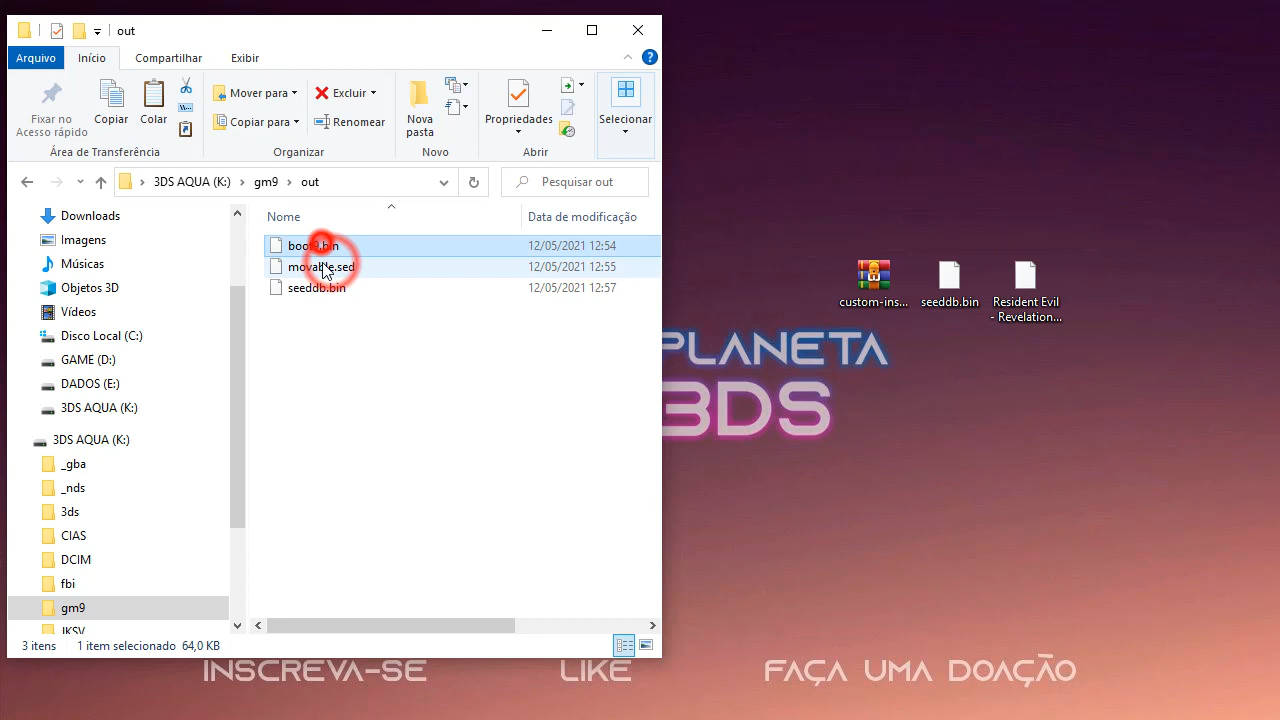 out
Arquivo
Início
Compartilhar
Exibir
Fixar no
Acesso rápido
Copiar
Colar
Área de Transferência
Mover para
Copiar para
Excluir
Renomear
Organizar
Nova
pasta
Novo
Propriedades
Abrir
Selecionar
3DS AQUA (K:)
gm9
out
Pesquisar out
Downloads
Imagens
Músicas
Objetos 3D
Vídeos
Disco Local (C:)
GAME (D:)
DADOS (E:)
3DS AQUA (K:)
3DS AQUA (K:)
_gba
_nds
3ds
CIAS
DCIM
fbi
gm9
JKSV
Nome
Data de modificação
boot9.bin 12/05/2021 12:54
movable.sed 12/05/2021 12:55
seeddb.bin 12/05/2021 12:57
3 itens 1 item selecionado 64,0 KB
custom-ins...
seeddb.bin
Resident Evil
- Revelation...
PLANETA
3DS
INSCREVA-SE LIKE FAÇA UMA DOAÇÃO